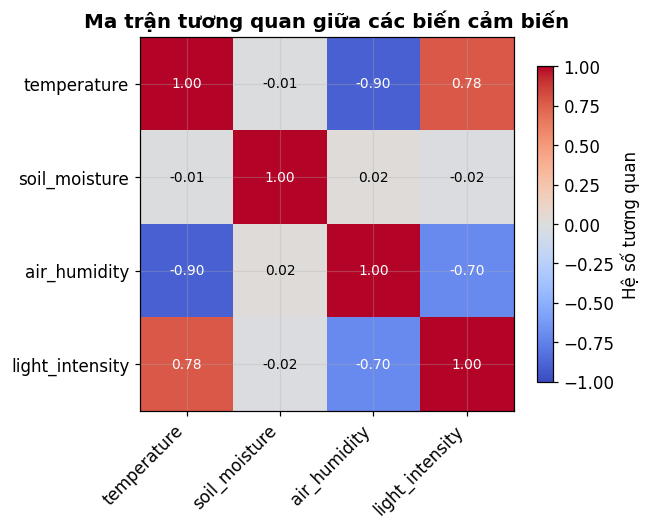 Ma trận tương quan giữa các biến cảm biến
temperature 1.00 -0.01 -0.90 0.78
soil_moisture -0.01 1.00 0.02 -0.02
air_humidity -0.90 0.02 1.00 -0.70
light_intensity 0.78 -0.02 -0.70 1.00
temperature
soil_moisture
air_humidity
light_intensity
1.00
0.75
0.50
0.25
0.00
−0.25
−0.50
−0.75
−1.00
Hệ số tương quan